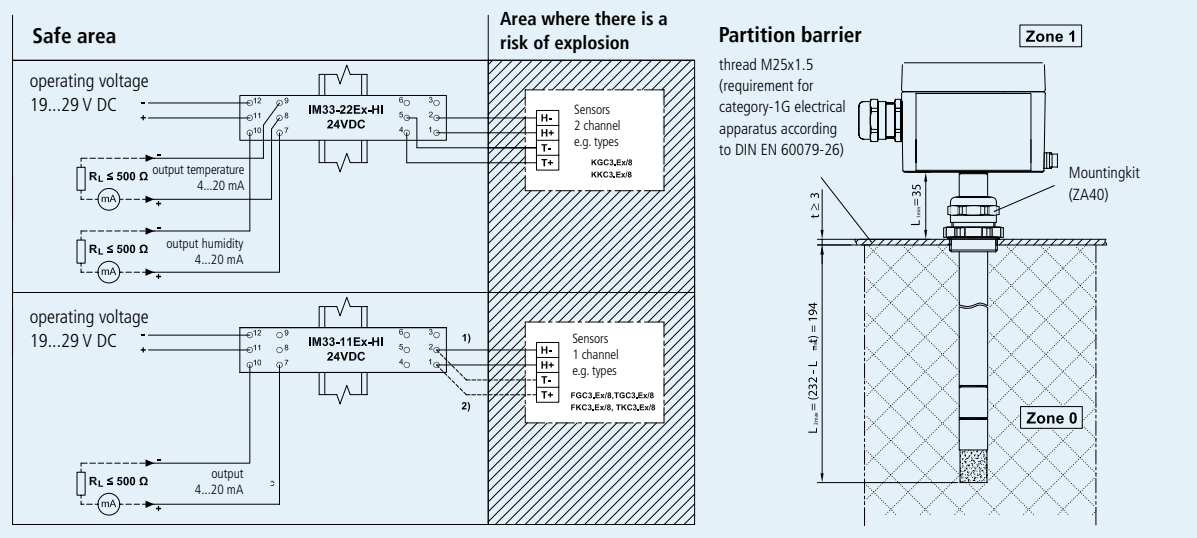 Safe area
Area where there is a
risk of explosion
operating voltage
19...29 V DC
-
+
12
9
11
8
10
7
IM33-22Ex-HI
24VDC
6
3
5
2
4
1
H-
H+
T-
T+
Sensors
2 channel
e.g. types
KGC3.Ex/8
KKC3.Ex/8
-
RL ≤ 500 Ω
output temperature
4...20 mA
mA
+
-
RL ≤ 500 Ω
output humidity
4...20 mA
mA
+
operating voltage
19...29 V DC
-
+
12
9
11
8
10
7
IM33-11Ex-HI
24VDC
6
3
5
2
4
1
1)
2)
H-
H+
T-
T+
Sensors
1 channel
e.g. types
FGC3.Ex/8,TGC3.Ex/8
FKC3.Ex/8, TKC3.Ex/8
-
RL ≤ 500 Ω
output
4...20 mA
mA
+
Partition barrier
Zone 1
thread M25x1.5
(requirement for
category-1G electrical
apparatus according
to DIN EN 60079-26)
Mountingkit
(ZA40)
t ≥ 3
L1min=35
L2max= (232 - L) = 194
Zone 0